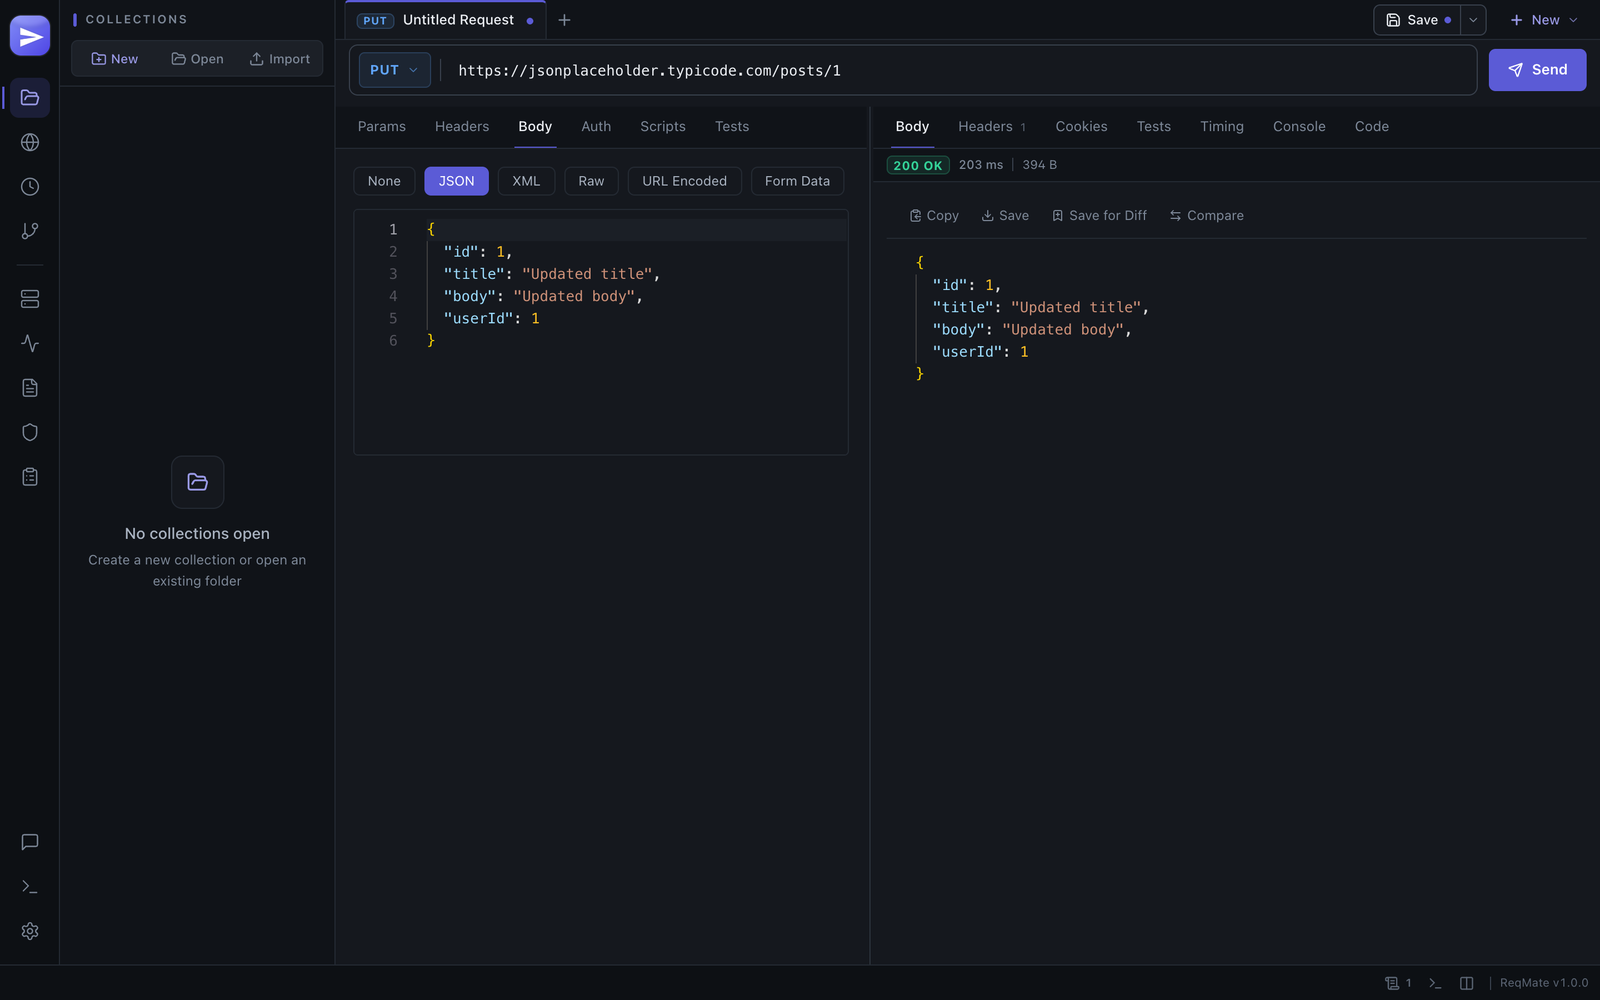 COLLECTIONS
New Open Import
No collections open
Create a new collection or open an
existing folder
PUT Untitled Request
Save New
PUT https://jsonplaceholder.typicode.com/posts/1 Send
Params Headers Body Auth Scripts Tests
None JSON XML Raw URL Encoded Form Data
1 {
2 "id": 1,
3 "title": "Updated title",
4 "body": "Updated body",
5 "userId": 1
6 }
Body Headers 1 Cookies Tests Timing Console Code
200 OK 203 ms 394 B
Copy Save Save for Diff Compare
{
"id": 1,
"title": "Updated title",
"body": "Updated body",
"userId": 1
}
1 ReqMate v1.0.0